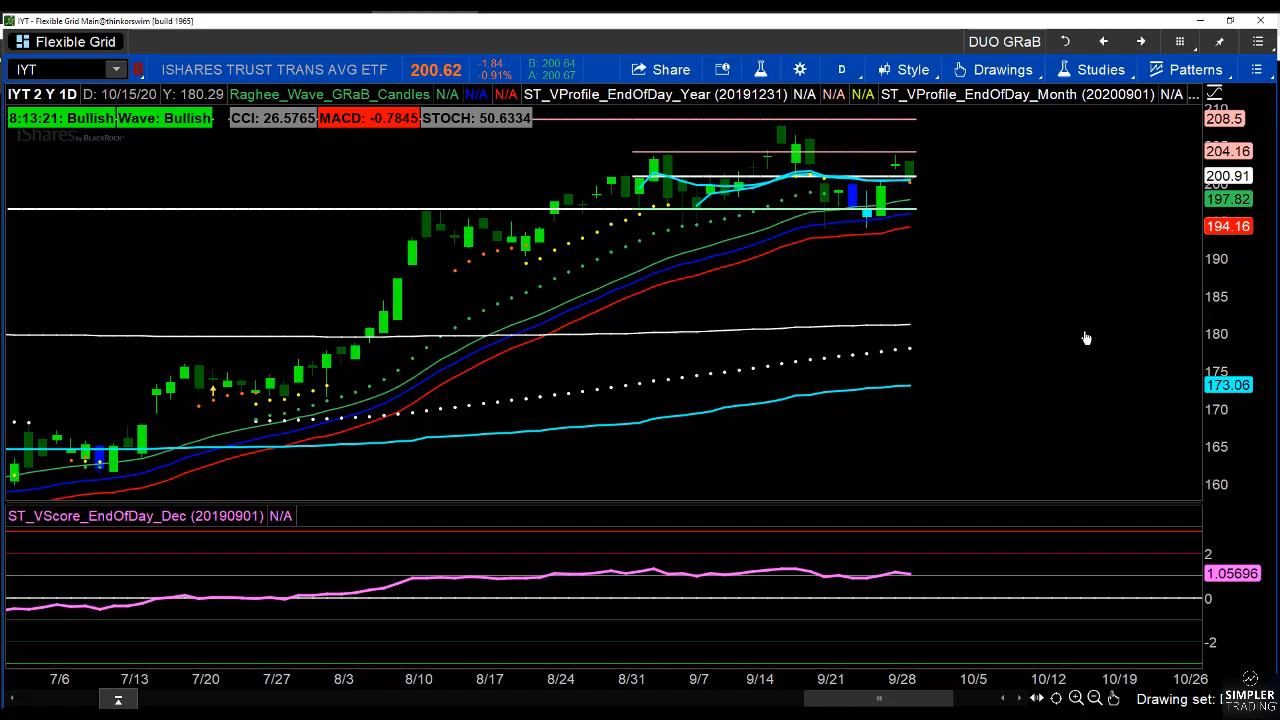 IYT - Flexible Grid Main@thinkorswim [build 1965]
Flexible Grid
DUO GRaB
IYT
ISHARES TRUST TRANS AVG ETF
200.62
-1.84
-0.91%
B: 200.64
A: 200.67
Share
D
Style
Drawings
Studies
Patterns
IYT 2 Y 1D D: 10/15/20 Y: 180.29 Raghee_Wave_GRaB_Candles N/A N/A N/A ST_VProfile_EndOfDay_Year (20191231) N/A N/A N/A ST_VProfile_EndOfDay_Month (20200901) N/A ...
8:13:21: Bullish Wave: Bullish CCI: 26.5765 MACD: -0.7845 STOCH: 50.6334
iShares
by BLACKROCK
210
208.5
204.16
200.91
200
197.82
194.16
190
185
180
175
173.06
170
165
160
ST_VScore_EndOfDay_Dec (20190901) N/A
2
1.05696
0
-2
7/6 7/13 7/20 7/27 8/3 8/10 8/17 8/24 8/31 9/7 9/14 9/21 9/28 10/5 10/12 10/19 10/26
Drawing set:
SIMPLER
TRADING